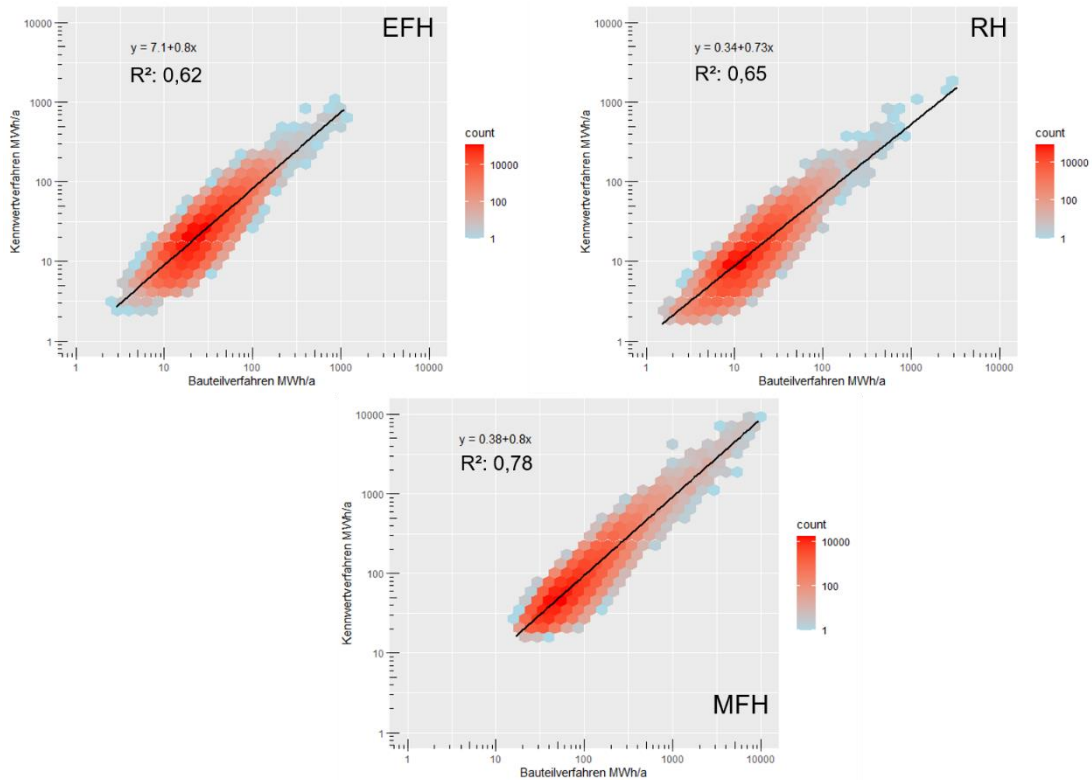 EFH
y = 7.1+0.8x
R²: 0,62
10000
1000
100
10
1
Kennwertverfahren MWh/a
1 10 100 1000 10000
Bauteilverfahren MWh/a
count
10000
100
1
RH
y = 0.34+0.73x
R²: 0,65
10000
1000
100
10
1
Kennwertverfahren MWh/a
1 10 100 1000 10000
Bauteilverfahren MWh/a
count
10000
100
1
y = 0.38+0.8x
R²: 0,78
MFH
10000
1000
100
10
1
Kennwertverfahren MWh/a
1 10 100 1000 10000
Bauteilverfahren MWh/a
count
10000
100
1